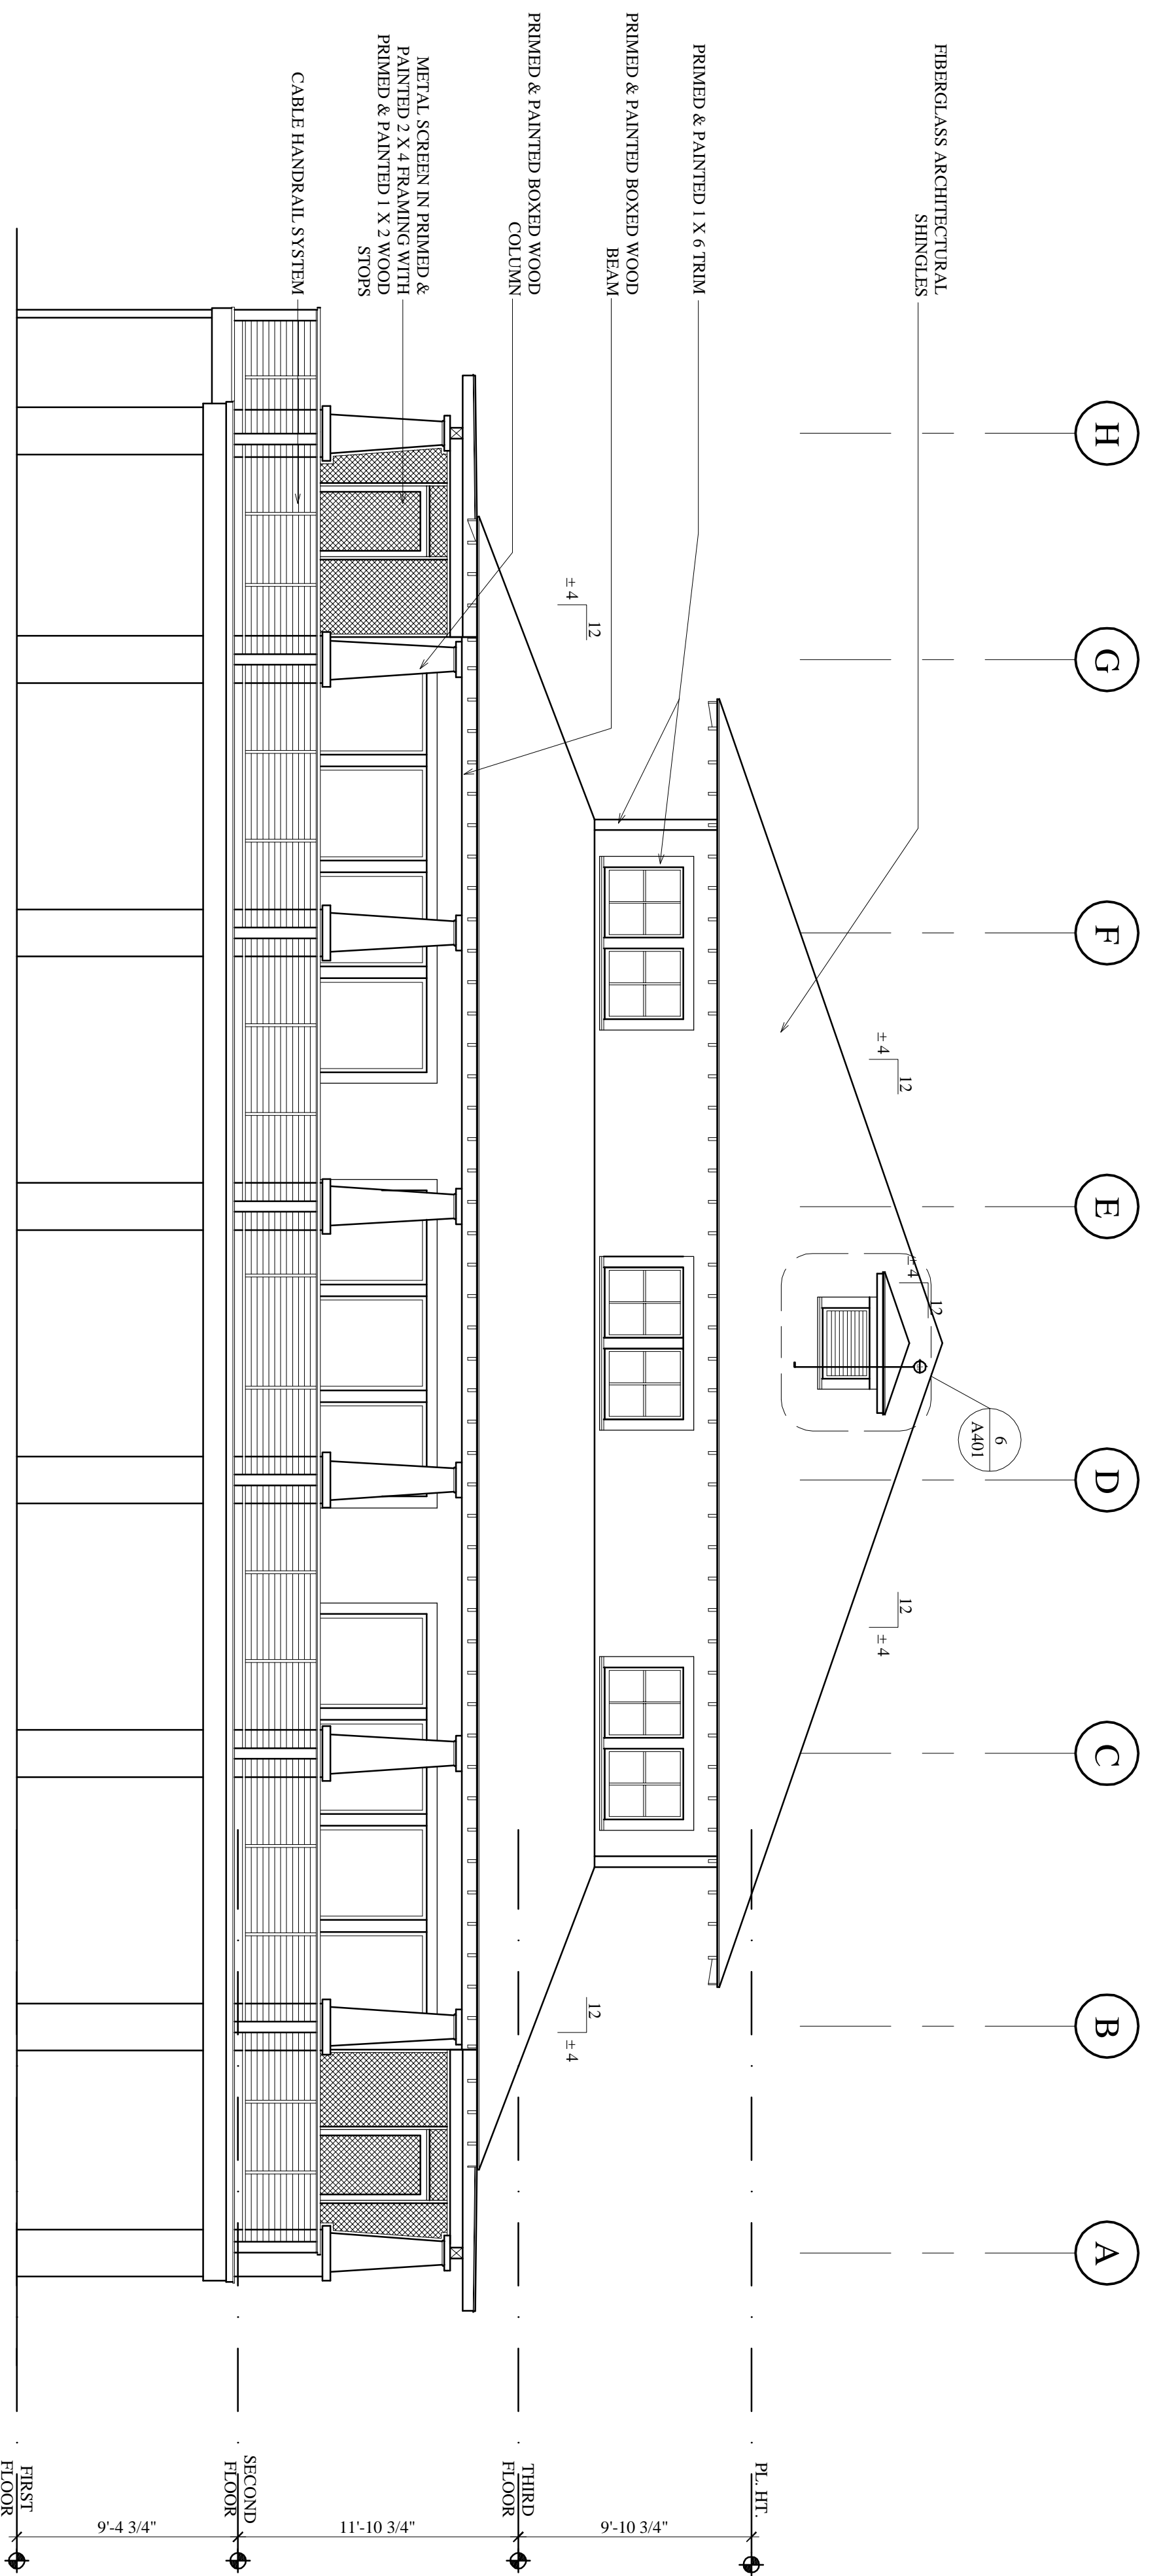 H
G
F
E
D
C
B
A
6
A401
FIBERGLASS ARCHITECTURAL
SHINGLES
PRIMED & PAINTED 1 X 6 TRIM
PRIMED & PAINTED BOXED WOOD
BEAM
PRIMED & PAINTED BOXED WOOD
COLUMN
METAL SCREEN IN PRIMED &
PAINTED 2 X 4 FRAMING WITH
PRIMED & PAINTED 1 X 2 WOOD
STOPS
CABLE HANDRAIL SYSTEM
12
± 4
12
± 4
12
± 4
12
± 4
12
± 4
PL. HT.
9'-10 3/4"
THIRD
FLOOR
11'-10 3/4"
SECOND
FLOOR
9'-4 3/4"
FIRST
FLOOR